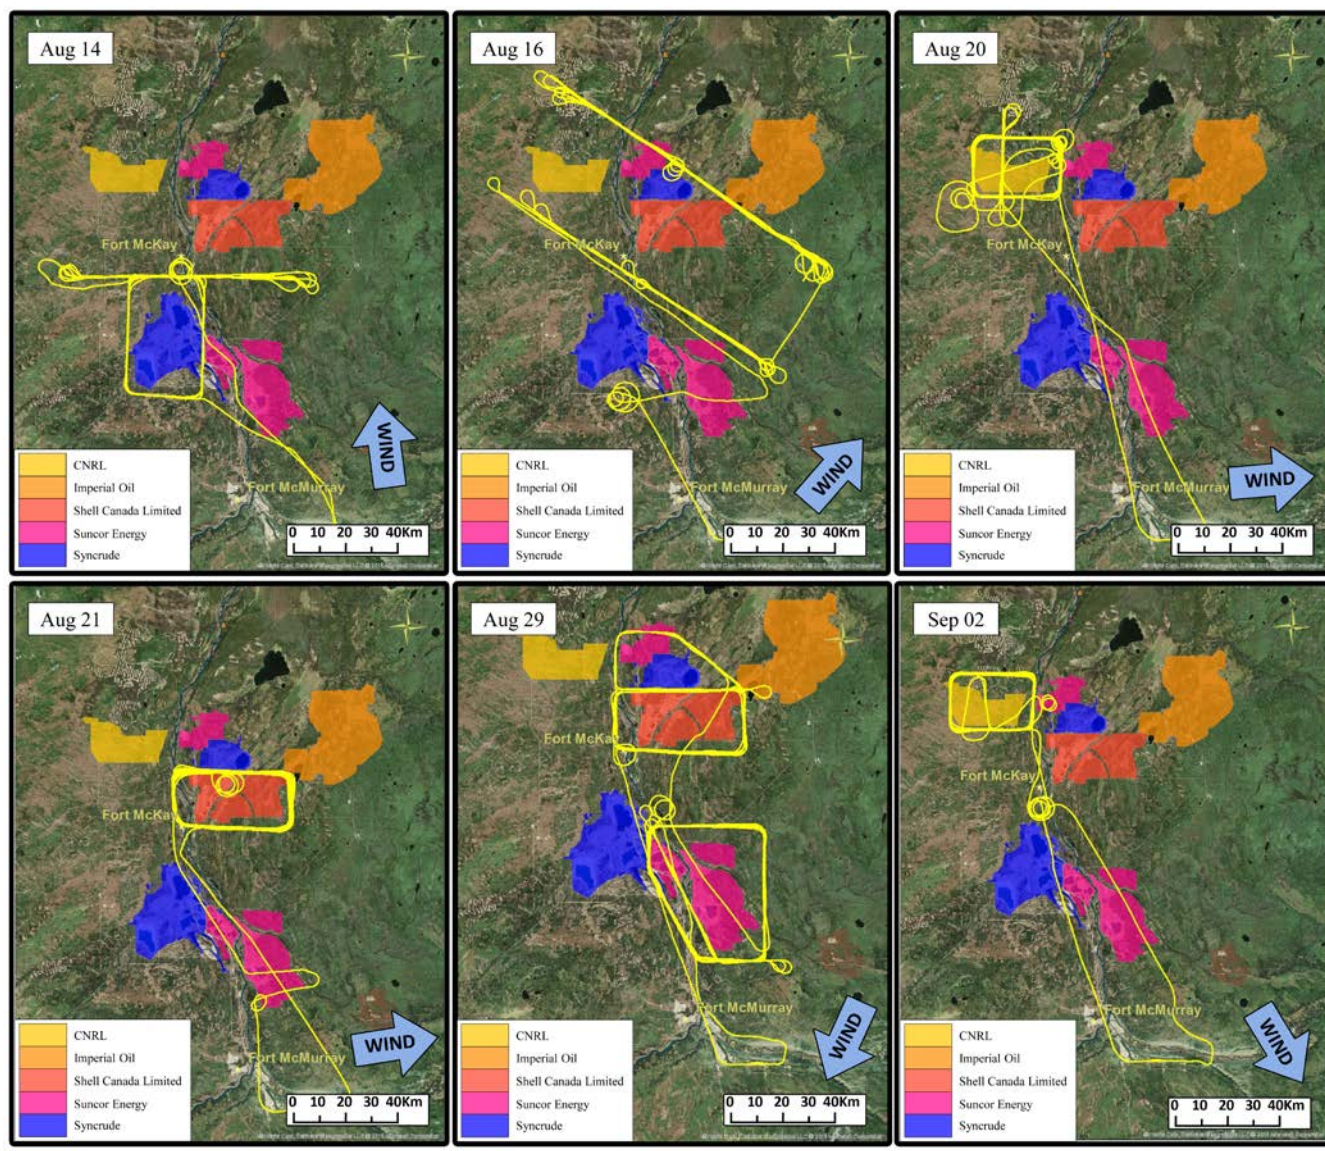 Aug 14
Fort McKay
WIND
CNRL
Imperial Oil
Shell Canada Limited
Suncor Energy
Syncrude
Fort McMurray
0 10 20 40Km
Aug 16
Fort McKay
WIND
CNRL
Imperial Oil
Shell Canada Limited
Suncor Energy
Syncrude
Fort McMurray
0 10 20 40Km
Aug 20
Fort McKay
WIND
CNRL
Imperial Oil
Shell Canada Limited
Suncor Energy
Syncrude
Fort McMurray
0 10 20 40Km
Aug 21
Fort McKay
WIND
CNRL
Imperial Oil
Shell Canada Limited
Suncor Energy
Syncrude
Fort McMurray
0 10 20 40Km
Aug 29
Fort McKay
Fort McMurray
WIND
CNRL
Imperial Oil
Shell Canada Limited
Suncor Energy
Syncrude
0 10 20 40Km
Sep 02
Fort McKay
Fort McMurray
WIND
CNRL
Imperial Oil
Shell Canada Limited
Suncor Energy
Syncrude
0 10 20 40Km